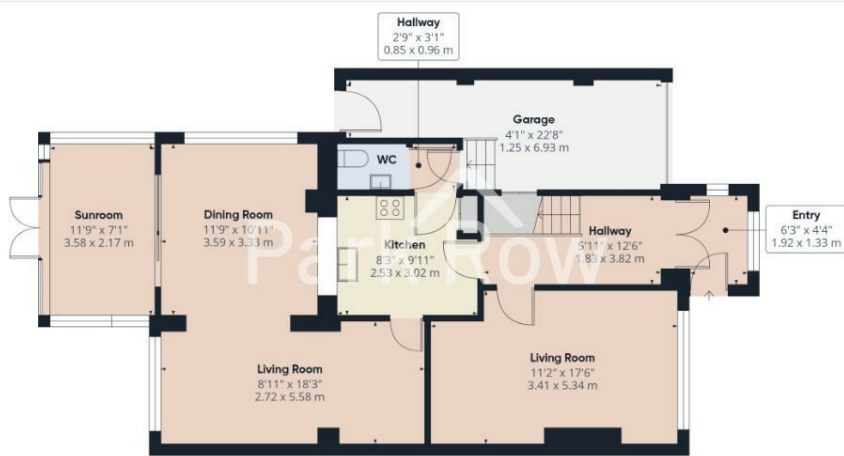 Hallway
2'9" x 3'1"
0.85 x 0.96 m
Garage
4'1" x 22'8"
1.25 x 6.93 m
WC
Sunroom
11'9" x 7'1"
3.58 x 2.17 m
Dining Room
11'9" x 10'11"
3.59 x 3.33 m
Kitchen
8'3" x 9'11"
2.53 x 3.02 m
Hallway
5'11" x 12'6"
1.83 x 3.82 m
Entry
6'3" x 4'4"
1.92 x 1.33 m
Park Row
Living Room
8'11" x 18'3"
2.72 x 5.58 m
Living Room
11'2" x 17'6"
3.41 x 5.34 m